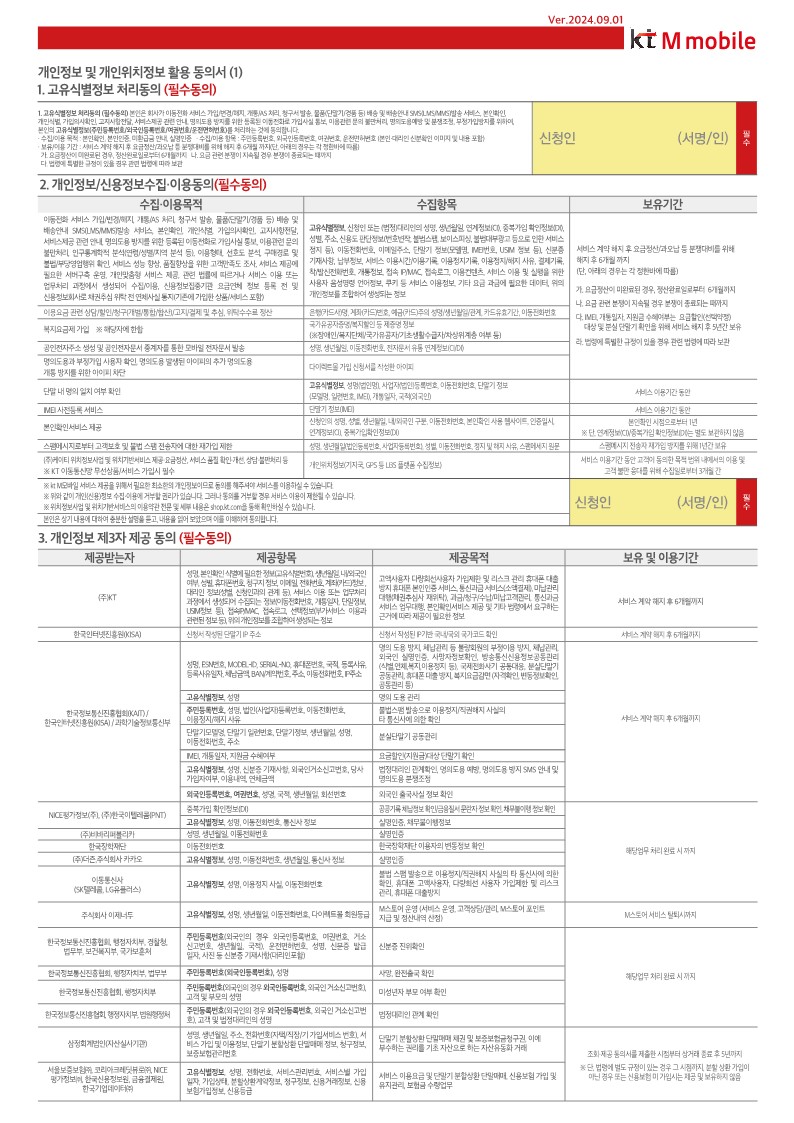 Ver.2024.09.01
kt M mobile
개인정보 및 개인위치정보 활용 동의서 (1)
1. 고유식별정보 처리동의 (필수동의)
1. 고유식별정보 처리동의 (필수동의) 본인은 회사가 이동전화 서비스 가입/변경/해지, 개통/AS 처리, 청구서 발송, 물품(단말기/경품 등) 배송 및 배송안내 SMS/LMS/MMS발송 서비스, 본인확인,
개인식별, 가입의사확인, 고지사항전달, 서비스제공 관련 안내, 명의도용 방지를 위한 등록된 이동전화로 가입사실 통보, 이용관련 문의 불만처리, 명의도용예방 및 분쟁조정, 부정가입방지를 위하여,
본인의 고유식별정보(주민등록번호/외국인등록번호/여권번호/운전면허번호)를 처리하는 것에 동의합니다.
· 수집/이용 목적 : 본인확인, 본인인증, 미환급금 안내, 실명인증 · 수집/이용 항목 : 주민등록번호, 외국인등록번호, 여권번호, 운전면허번호 (본인·대리인 신분확인 이미지 및 내용 포함)
· 보유/이용 기간 : 서비스 계약 해지 후 요금정산/과오납 등 분쟁대비를 위해 해지 후 6개월 까지(단, 아래의 경우는 각 정한바에 따름)
가. 요금정산이 미완료된 경우, 정산완료일로부터 6개월까지 나. 요금 관련 분쟁이 지속될 경우 분쟁이 종료되는 때까지
다. 법령에 특별한 규정이 있을 경우 관련 법령에 따라 보관
신청인 (서명/인)
필수
2. 개인정보/신용정보수집·이용동의(필수동의)
수집·이용목적 수집항목 보유기간
이동전화 서비스 가입/변경/해지, 개통/AS 처리, 청구서 발송, 물품(단말기/경품 등) 배송 및
배송안내 SMS/LMS/MMS발송 서비스, 본인확인, 개인식별, 가입의사확인, 고지사항전달,
서비스제공 관련 안내, 명의도용 방지를 위한 등록된 이동전화로 가입사실 통보, 이용관련 문의
불만처리, 인구통계학적 분석(연령/성별/지역 분석 등), 이용형태, 선호도 분석, 구매경로 및
불법/부당영업행위 확인, 서비스 성능 향상, 품질향상을 위한 고객만족도 조사, 서비스 제공에
필요한 서버구축 운영, 개인맞춤형 서비스 제공, 관련 법률에 따르거나 서비스 이용 또는
업무처리 과정에서 생성되어 수집/이용, 신용정보집중기관 요금연체 정보 등록 전 및
신용정보회사로 채권추심 위탁 전 연체사실 통지(기존에 가입한 상품/서비스 포함)
고유식별정보, 신청인 또는 (법정)대리인의 성명, 생년월일, 연계정보(CI), 중복가입 확인정보(DI),
성별, 주소, 신용도 판단정보(번호변작, 불법스팸, 보이스피싱, 불법대부광고 등으로 인한 서비스
정지 등), 이동전화번호, 이메일주소, 단말기 정보(모델명, IMEI번호, USIM 정보 등), 신분증
기재사항, 납부정보, 서비스 이용시간/이용기록, 이용정지기록, 이용정지/해지 사유, 결제기록,
착/발신전화번호, 개통정보, 접속 IP/MAC, 접속로그, 이용컨텐츠, 서비스 이용 및 실행을 위한
사용자 음성명령 언어정보, 쿠키 등 서비스 이용정보, 기타 요금 과금에 필요한 데이터, 위의
개인정보를 조합하여 생성되는 정보
서비스 계약 해지 후 요금정산/과오납 등 분쟁대비를 위해
해지 후 6개월 까지
(단, 아래의 경우는 각 정한바에 따름)
가. 요금정산이 미완료된 경우, 정산완료일로부터 6개월까지
나. 요금 관련 분쟁이 지속될 경우 분쟁이 종료되는 때까지
다. IMEI, 개통일자, 지원금 수혜여부는 요금할인(선택약정)
대상 및 분실 단말기 확인을 위해 서비스 해지 후 5년간 보유
라. 법령에 특별한 규정이 있을 경우 관련 법령에 따라 보관
이용요금 관련 상담/할인/청구(개별/통합/합산)/고지/결제 및 추심, 위탁수수료 정산
은행(카드사)명, 계좌(카드)번호, 예금(카드)주의 성명/생년월일/관계, 카드유효기간, 이동전화번호
복지요금제 가입 ※ 해당자에 한함
국가유공자증명/복지할인 등 제증명 정보
(※장애인/복지단체/국가유공자/기초생활수급자/차상위계층 여부 등)
공인전자주소 생성 및 공인전자문서 중계자를 통한 모바일 전자문서 발송
성명, 생년월일, 이동전화번호, 전자문서 유통 연계정보(CI/DI)
명의도용과 부정가입 사용자 확인, 명의도용 발생된 아이피의 추가 명의도용
개통 방지를 위한 아이피 차단
다이렉트몰 가입 신청서를 작성한 아이피
단말 내 명의 일치 여부 확인
고유식별정보, 성명(법인명), 사업자(법인)등록번호, 이동전화번호, 단말기 정보
(모델명, 일련번호, IMEI), 개통일자, 국적(외국인)
서비스 이용기간 동안
IMEI 사전등록 서비스 단말기 정보(IMEI) 서비스 이용기간 동안
본인확인서비스 제공
신청인의 성명, 성별, 생년월일, 내/외국인 구분, 이동전화번호, 본인확인 사용 웹사이트, 인증일시,
연계정보(CI), 중복가입확인정보(DI)
본인확인 시점으로부터 1년
※ 단, 연계정보(CI)/중복가입 확인정보(DI)는 별도 보관하지 않음
스팸메시지로부터 고객보호 및 불법 스팸 전송자에 대한 재가입 제한
성명, 생년월일(법인등록번호, 사업자등록번호), 성별, 이동전화번호, 정지 및 해지 사유, 스팸메세지 원문
스팸메시지 전송자 재가입 방지를 위해 1년간 보유
(주)케이티 위치정보사업 및 위치기반서비스 제공·요금정산, 서비스 품질 확인·개선, 상담·불만처리 등
※ KT 이동통신망 무선상품/서비스 가입시 필수
개인위치정보(기지국, GPS 등 LBS 플랫폼 수집정보)
서비스 이용기간 동안 고객이 동의한 목적 범위 내에서의 이용 및
고객 불만 응대를 위해 수집일로부터 3개월 간
※ kt M모바일 서비스 제공을 위해서 필요한 최소한의 개인정보이므로 동의를 해주셔야 서비스를 이용하실 수 있습니다.
※ 위와 같이 개인(신용)정보 수집·이용에 거부할 권리가 있습니다. 그러나 동의를 거부할 경우 서비스 이용이 제한될 수 있습니다.
※ 위치정보사업 및 위치기반서비스의 이용약관 전문 및 세부 내용은 shop.kt.com을 통해 확인하실 수 있습니다.
본인은 상기 내용에 대하여 충분한 설명을 듣고, 내용을 읽어 보았으며 이를 이해하여 동의합니다.
신청인 (서명/인)
필수
3. 개인정보 제3자 제공 동의 (필수동의)
제공받는자 제공항목 제공목적 보유 및 이용기간
(주)KT
성명, 본인확인 식별에 필요한 정보(고유식별번호), 생년월일, 내/외국인
여부, 성별, 휴대폰번호, 청구지 정보, 이메일, 전화번호, 계좌(카드)정보,
대리인 정보(성별, 신청인과의 관계 등), 서비스 이용 또는 업무처리
과정에서 생성되어 수집되는 정보(이동전화번호, 개통일자, 단말정보,
USIM정보 등), 접속IP/MAC, 접속로그, 선택정보(부가서비스 이용과
관련된 정보 등), 위의 개인정보를 조합하여 생성되는 정보
고객사용자 다량회선사용자 가입제한 및 리스크 관리 휴대폰 대출
방지 휴대폰 본인인증 서비스, 통신과금 서비스(소액결제), 미납관리
대행(채권추심사 재위탁), 과금/청구/수납/미납고객관리, 통신과금
서비스 업무대행, 본인확인서비스 제공 및 기타 법령에서 요구하는
근거에 따라 제공이 필요한 정보
서비스 계약 해지 후 6개월까지
한국인터넷진흥원(KISA) 신청서 작성된 단말기 IP 주소 신청서 작성된 IP기반 국내/국외 국가코드 확인 서비스 계약 해지 후 6개월까지
한국정보통신진흥협회(KAIT) /
한국인터넷진흥원(KISA) / 과학기술정보통신부
성명, ESN번호, MODEL-ID, SERIAL-NO, 휴대폰번호, 국적, 등록사유,
등록사유일자, 체납금액, BAN/계약번호, 주소, 이동전화번호, IP주소
명의 도용 방지, 체납관리 등 불량회원의 부정이용 방지, 체납관리,
외국인 실명인증, 사망자정보확인, 방송통신신용정보공동관리
(식별,연체,복지,이용정지 등), 국제전화사기 공동대응, 분실단말기
공동관리, 휴대폰 대출 방지, 복지요금감면 (자격확인, 변동정보확인,
공동관리 등)
서비스 계약 해지 후 6개월까지
고유식별정보, 성명 명의 도용 관리
주민등록번호, 성명, 법인(사업자)등록번호, 이동전화번호,
이용정지/해지 사유
불법스팸 발송으로 이용정지/직권해지 사실의
타 통신사에 의한 확인
단말기모델명, 단말기 일련번호, 단말기정보, 생년월일, 성명,
이동전화번호, 주소
분실단말기 공동관리
IMEI, 개통일자, 지원금 수혜여부 요금할인(지원금)대상 단말기 확인
고유식별정보, 성명, 신분증 기재사항, 외국인거소신고번호, 당사
가입자여부, 이용내역, 연체금액
법정대리인 관계확인, 명의도용 예방, 명의도용 방지 SMS 안내 및
명의도용 분쟁조정
외국인등록번호, 여권번호, 성명, 국적, 생년월일, 회선번호 외국인 출국사실 정보 확인
NICE평가정보(주), (주)한국이텔레콤(PNT)
중복가입 확인정보(DI) 공공기록·체납정보 확인/금융질서 문란자 정보 확인, 채무불이행 정보 확인
고유식별정보, 성명, 이동전화번호, 통신사 정보 실명인증, 채무불이행정보
해당업무 처리 완료 시 까지
(주)비바리퍼블리카 성명, 생년월일, 이동전화번호 실명인증
한국장학재단 이동전화번호 한국장학재단 이용자의 변동정보 확인
(주)더즌,주식회사 카카오 고유식별정보, 성명, 이동전화번호, 생년월일, 통신사 정보 실명인증
이동통신사
(SK텔레콤, LG유플러스)
고유식별정보, 성명, 이용정지 사실, 이동전화번호
불법 스팸 발송으로 이용정지/직권해지 사실의 타 통신사에 의한
확인, 휴대폰 고액사용자, 다량회선 사용자 가입제한 및 리스크
관리, 휴대폰 대출방지
주식회사 이제너두
고유식별정보, 성명, 생년월일, 이동전화번호, 다이렉트몰 회원등급
M스토어 운영 (서비스 운영, 고객상담/관리, M스토어 포인트
지급 및 정산내역 산정)
M스토어 서비스 탈퇴시까지
한국정보통신진흥협회, 행정자치부, 경찰청,
법무부, 보건복지부, 국가보훈처
주민등록번호(외국인의 경우 외국인등록번호, 여권번호, 거소
신고번호, 생년월일, 국적), 운전면허번호, 성명, 신분증 발급
일자, 사진 등 신분증 기재사항(대리인포함)
신분증 진위확인
해당업무 처리 완료 시 까지
한국정보통신진흥협회, 행정자치부, 법무부 주민등록번호(외국인등록번호), 성명 사망, 완전출국 확인
한국정보통신진흥협회, 행정자치부
주민등록번호(외국인의 경우 외국인등록번호, 외국인 거소신고번호),
고객 및 부모의 성명
미성년자 부모 여부 확인
한국정보통신진흥협회, 행정자치부, 법원행정처
주민등록번호(외국인의 경우 외국인등록번호, 외국인 거소신고번
호), 고객 및 법정대리인의 성명
법정대리인 관계 확인
삼정회계법인(자산실사기관)
성명, 생년월일, 주소, 전화번호(자택/직장/기 가입서비스 번호), 서
비스 가입 및 이용정보, 단말기 분할상환 단말매매 정보, 청구정보,
보증보험관리번호
단말기 분할상환 단말매매 채권 및 보증보험금청구권, 이에
부수하는 권리를 기초 자산으로 하는 자산유동화 거래
조회·제공 동의서를 제출한 시점부터 상거래 종료 후 5년까지
※ 단, 법령에 별도 규정이 있는 경우 그 시점까지, 분할 상환 가입이
아닌 경우 또는 신용보험 미 가입시는 제공 및 보유하지 않음
서울보증보험㈜, 코리아크레딧뷰로㈜, NICE
평가정보㈜, 한국신용정보원, 금융결제원,
한국기업데이터㈜
고유식별정보, 성명, 전화번호, 서비스관리번호, 서비스별 가입
일자, 가입상태, 분할상환계약정보, 청구정보, 신용거래정보, 신용
보험가입정보, 신용등급
서비스 이용요금 및 단말기 분할상환 단말매매, 신용보험 가입 및
유지관리, 보험금 수령업무